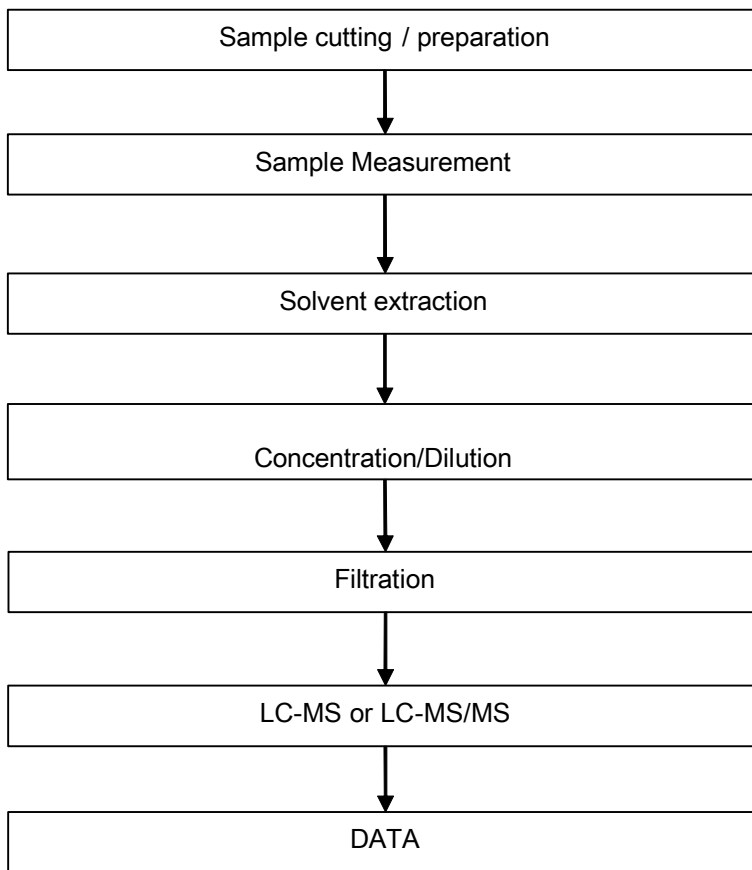 Sample cutting / preparation
Sample Measurement
Solvent extraction
Concentration/Dilution
Filtration
LC-MS or LC-MS/MS
DATA